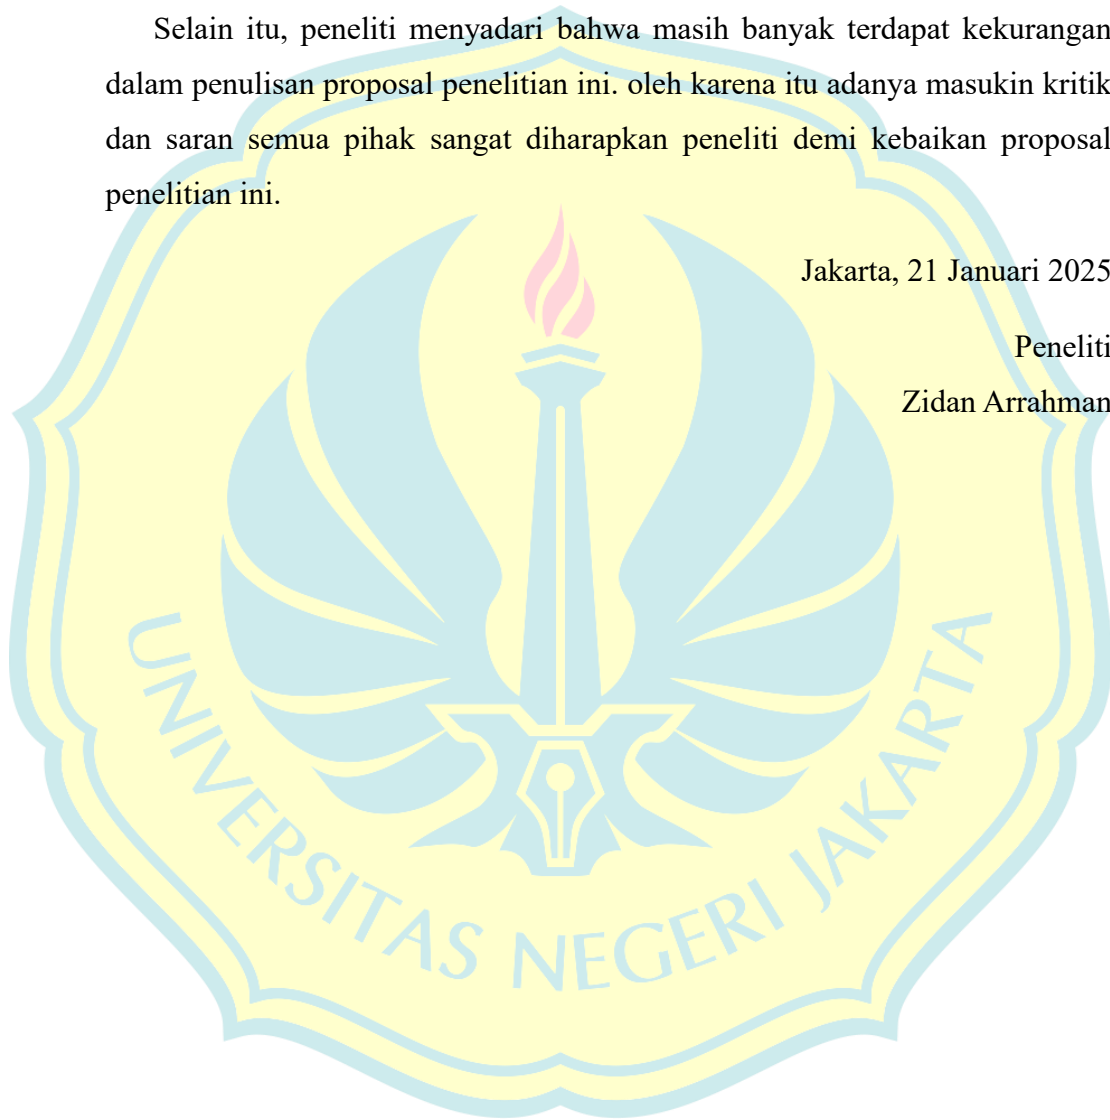 Selain itu, peneliti menyadari bahwa masih banyak terdapat kekurangan
dalam penulisan proposal penelitian ini. oleh karena itu adanya masukin kritik
dan saran semua pihak sangat diharapkan peneliti demi kebaikan proposal
penelitian ini.
Jakarta, 21 Januari 2025
Peneliti
Zidan Arrahman
UNIVERSITAS NEGERI JAKARTA